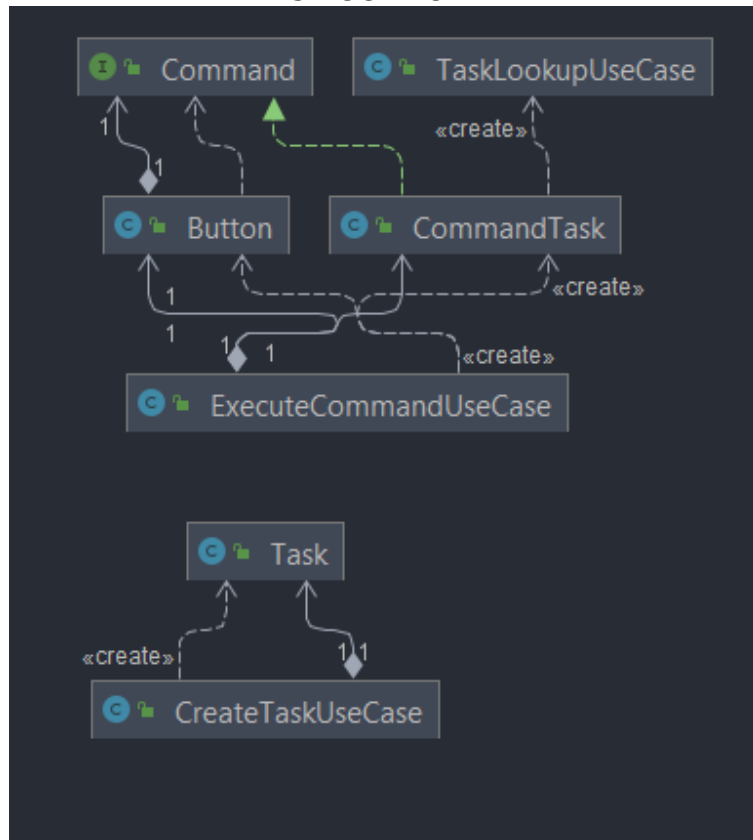 I Command
C TaskLookupUseCase
1
«create»
1
C Button
C CommandTask
1
«create»
1
1 1
«create»
C ExecuteCommandUseCase
C Task
«create»
1 1
C CreateTaskUseCase